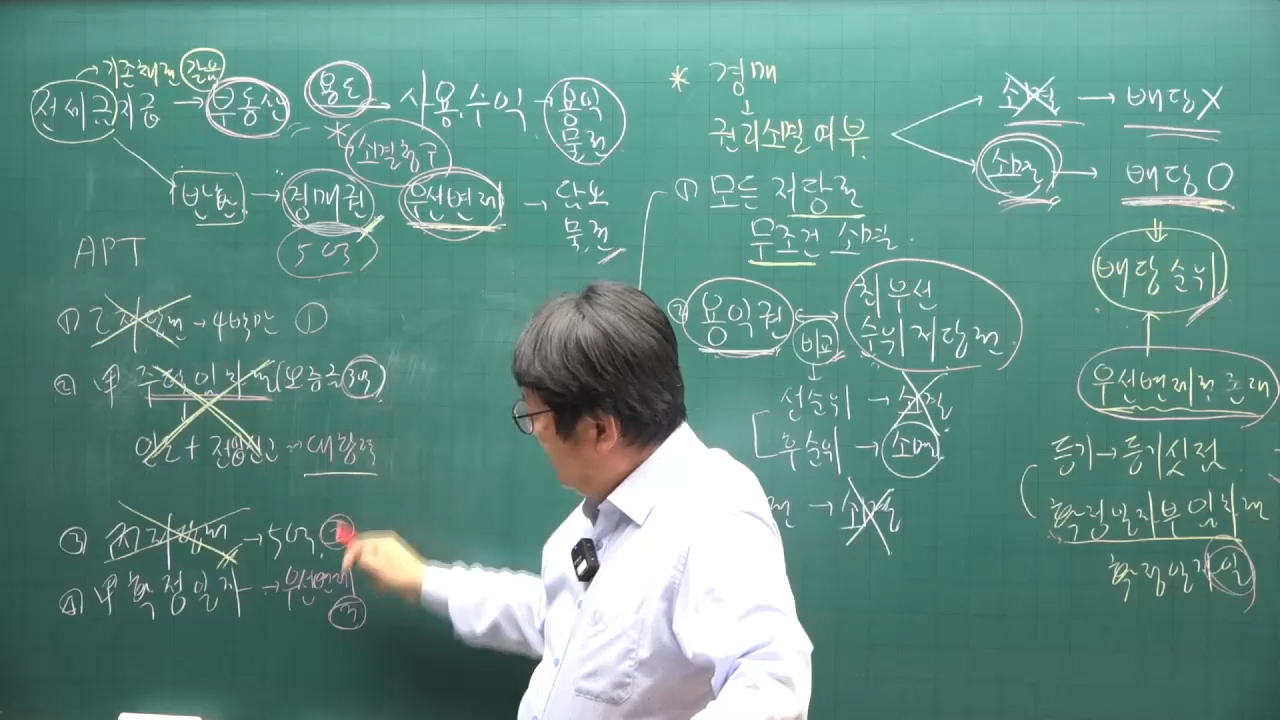 기존채권 갈음
전세금지급 → 부동산 용도 → 사용.수익 → 용익물권
* 소멸청구
반환 → 경매권 우선변제 → 담보물권
5억
APT
① 乙 → 4백만 ①
② 甲 주택임차권(보증금 3억
인도 + 전입신고 → 대항력
③ → 5억 ②
④ 甲 확정일자 → 우선변제 ③
* 경매
권리소멸여부
소멸 → 배당X
소멸 → 배당O
배당순위
우선변제권 존재
등기 → 등기시점
확정일자부 임차권
확정일자일
① 모든 저당권
무조건 소멸.
② 용익권 ↔ 최우선순위저당권
비교
선순위 → 소멸
후순위 → 소멸
권 → 소멸